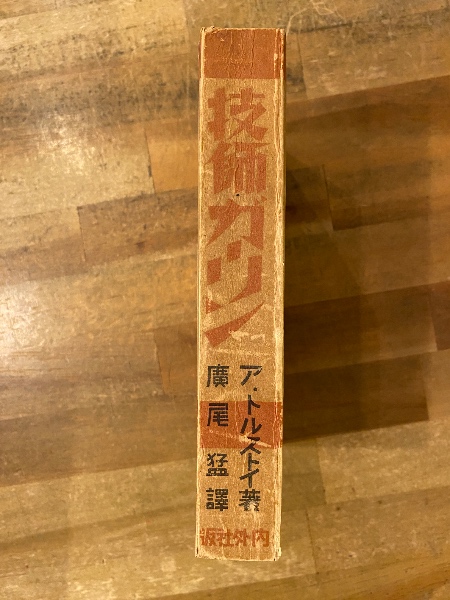 技師ガリン
ア・トルストイ著
廣尾猛譯
内外社版